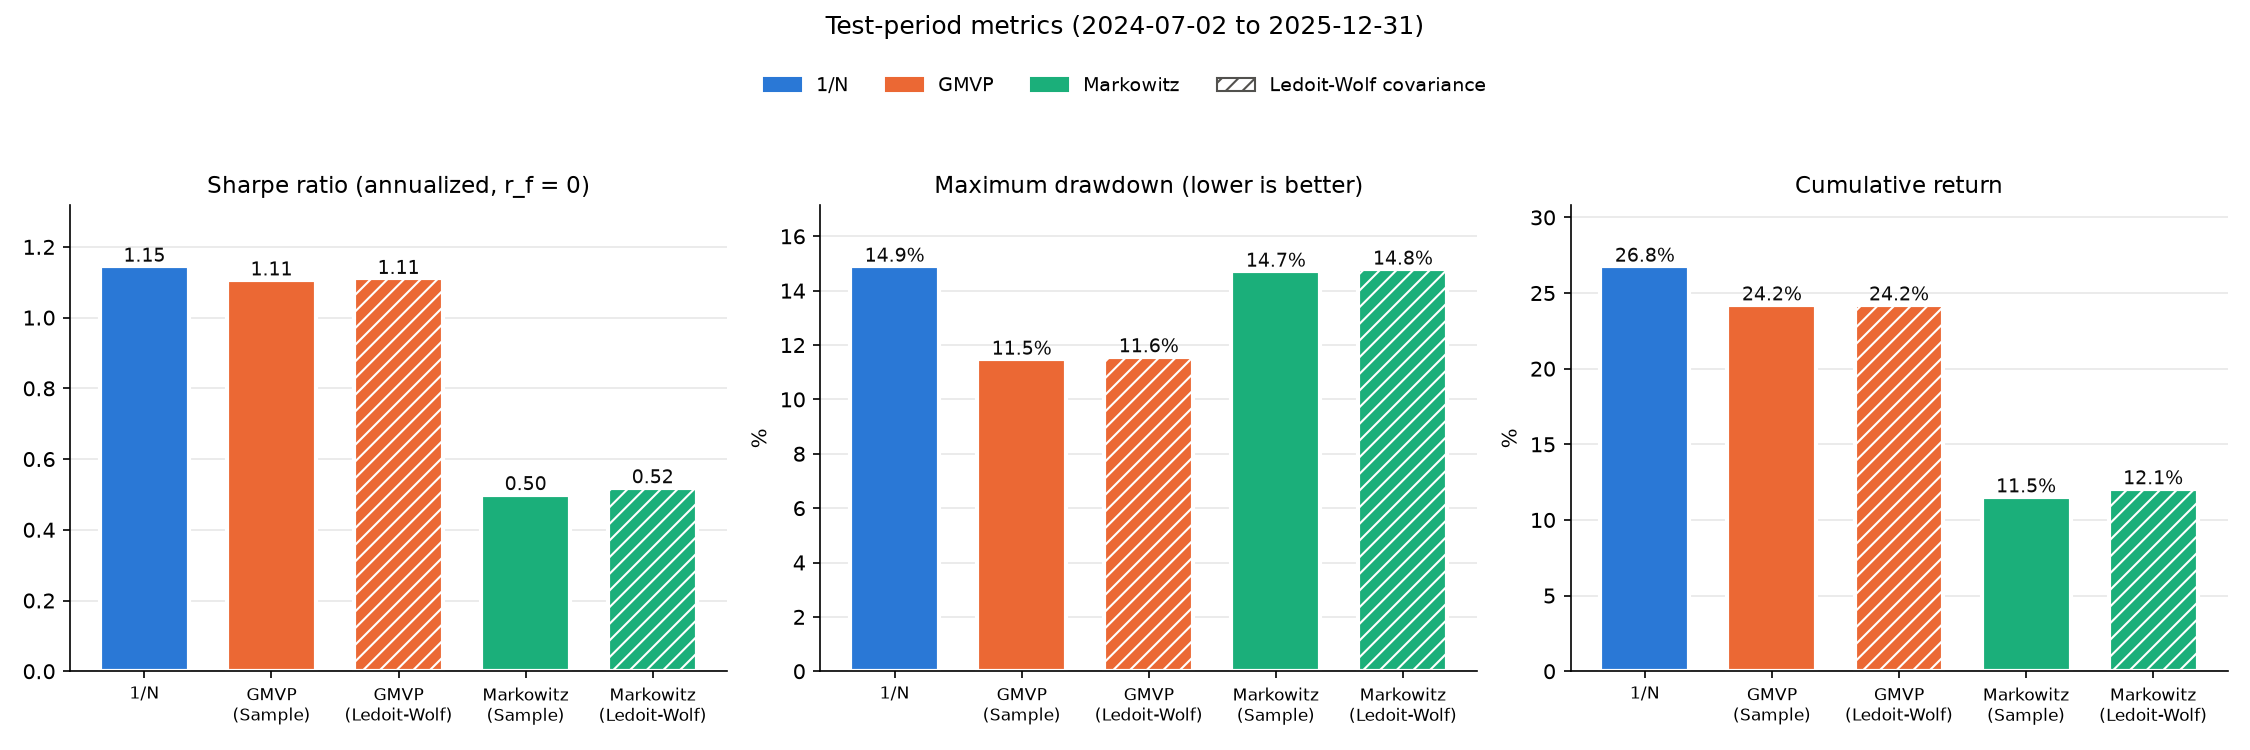 Test-period metrics (2024-07-02 to 2025-12-31)
1/N GMVP Markowitz Ledoit-Wolf covariance
Sharpe ratio (annualized, r_f = 0)
1.2
1.0
0.8
0.6
0.4
0.2
0.0
1.15
1.11
1.11
0.50
0.52
1/N
GMVP
(Sample)
GMVP
(Ledoit-Wolf)
Markowitz
(Sample)
Markowitz
(Ledoit-Wolf)
Maximum drawdown (lower is better)
%
16
14
12
10
8
6
4
2
0
14.9%
11.5%
11.6%
14.7%
14.8%
1/N
GMVP
(Sample)
GMVP
(Ledoit-Wolf)
Markowitz
(Sample)
Markowitz
(Ledoit-Wolf)
Cumulative return
%
30
25
20
15
10
5
0
26.8%
24.2%
24.2%
11.5%
12.1%
1/N
GMVP
(Sample)
GMVP
(Ledoit-Wolf)
Markowitz
(Sample)
Markowitz
(Ledoit-Wolf)